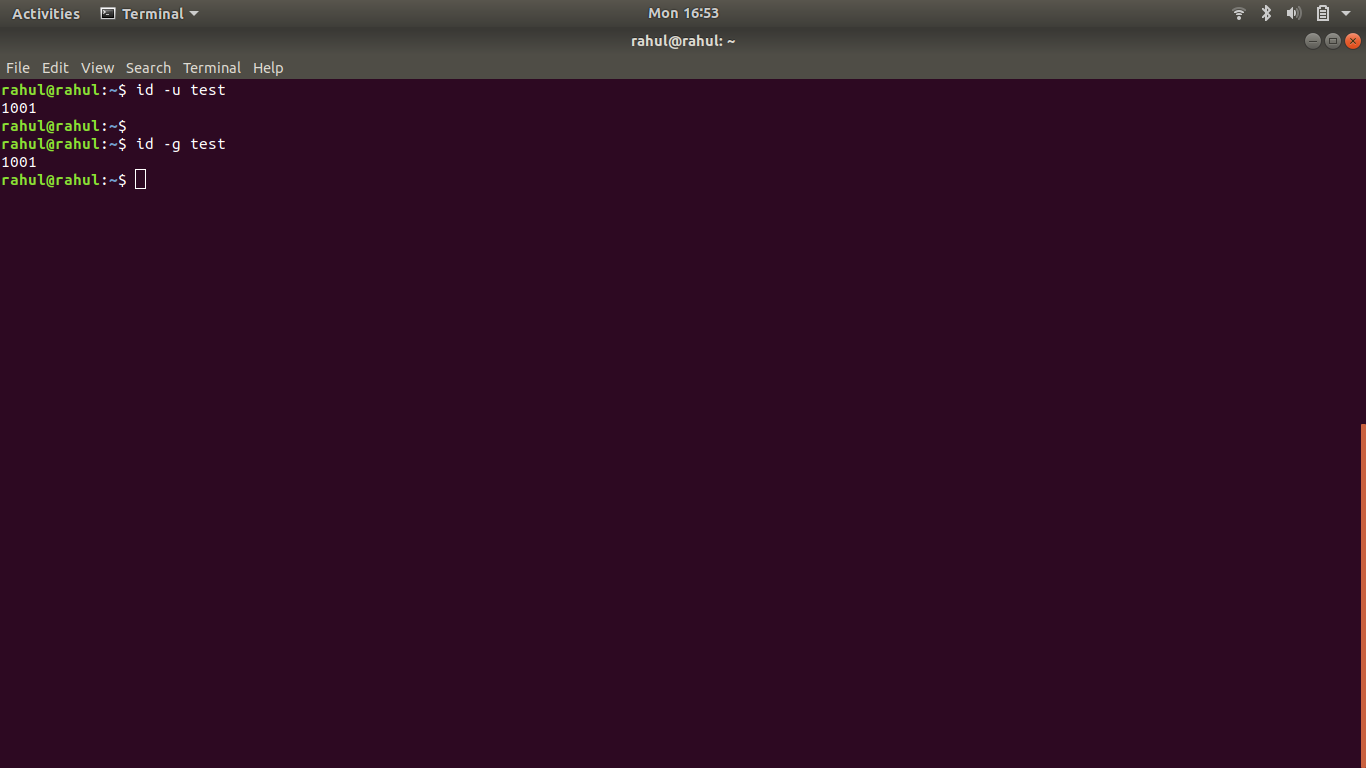 Activities Terminal Mon 16:53
rahul@rahul: ~
File Edit View Search Terminal Help
rahul@rahul:~$ id -u test
1001
rahul@rahul:~$
rahul@rahul:~$ id -g test
1001
rahul@rahul:~$